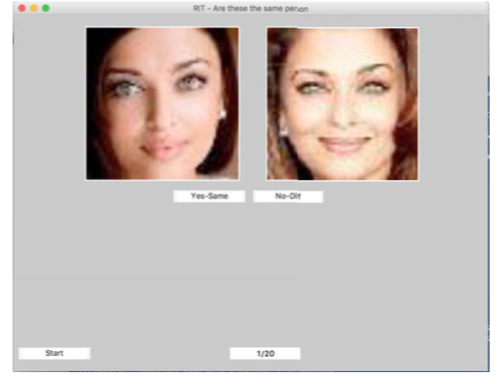 RIT - Are these the same person
Yes-Same
No-Dif
Start
1/20